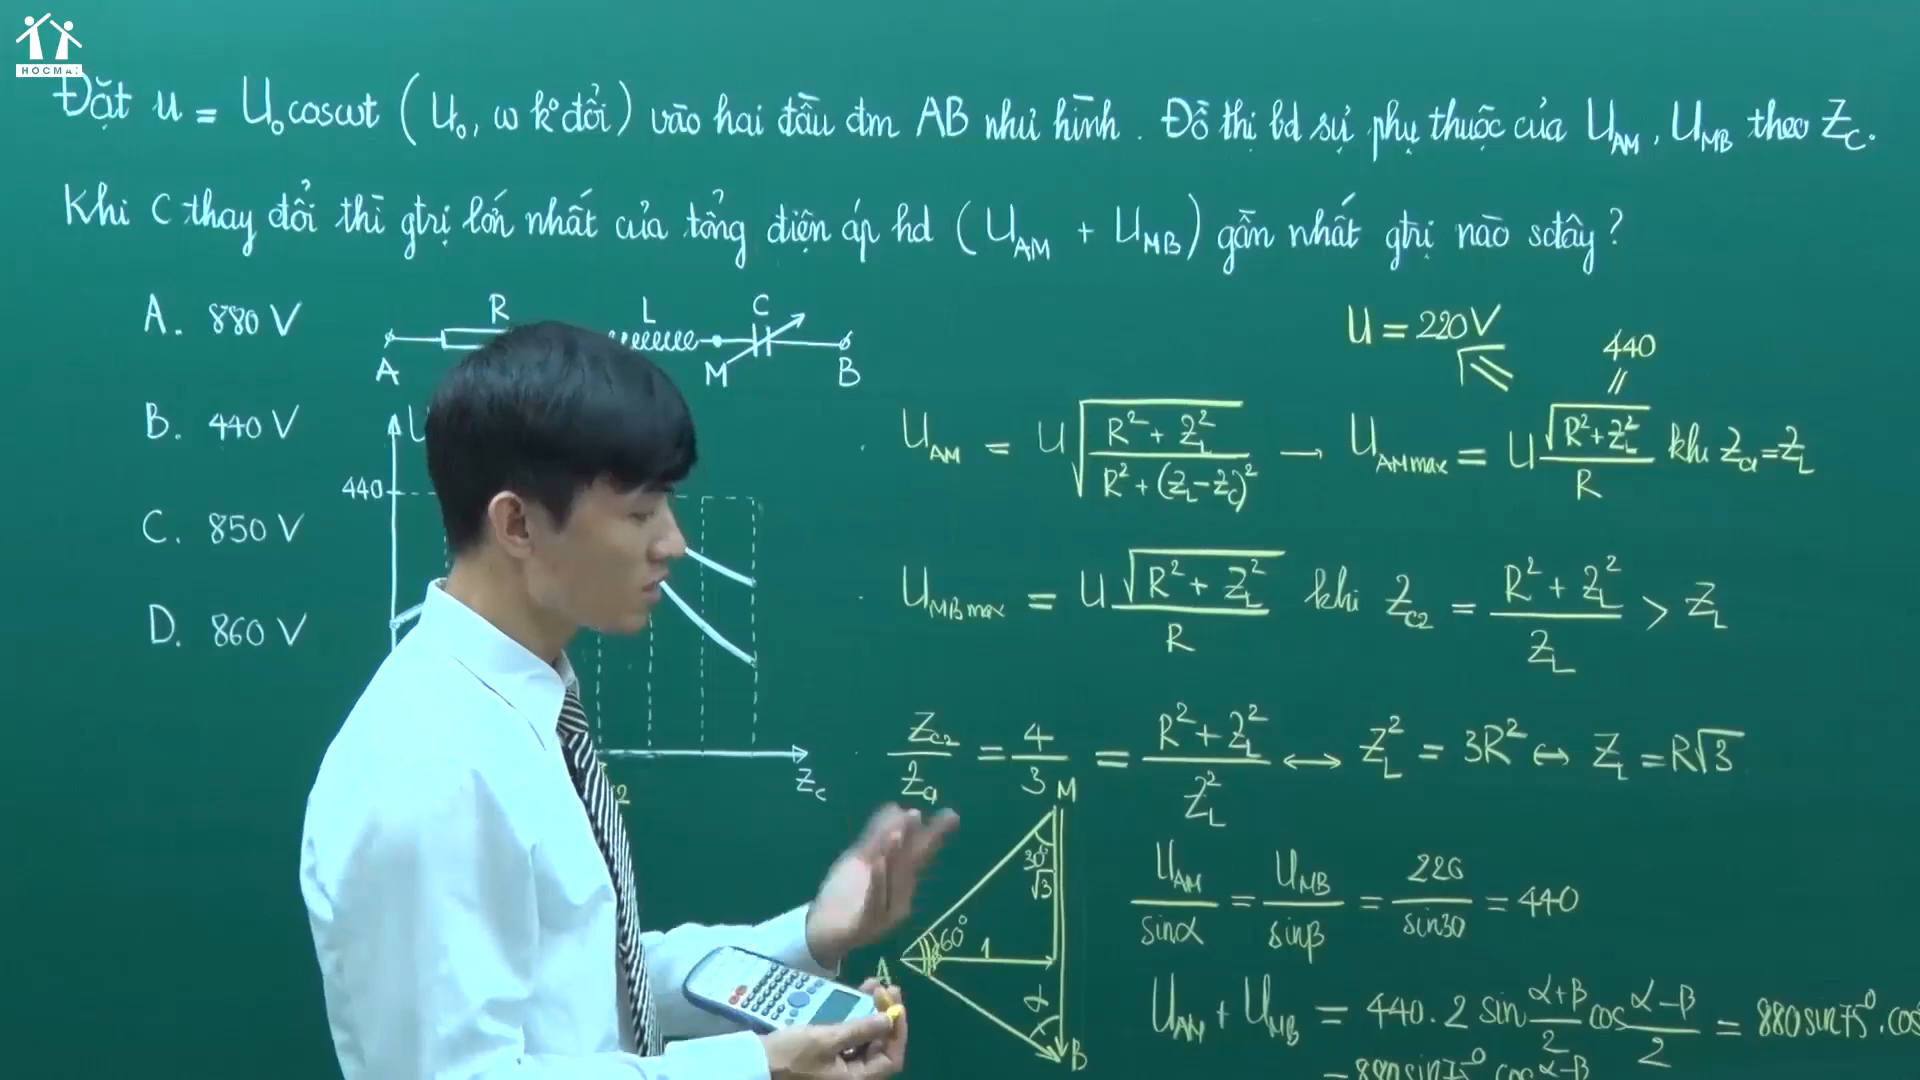 HOCMAI
Đặt u = U₀cosωt (U₀, ω k° đổi) vào hai đầu đm AB như hình. Đồ thị bd sự phụ thuộc của U_AM, U_MB theo Z_C.
Khi C thay đổi thì gtrị lớn nhất của tổng điện áp hd (U_AM + U_MB) gần nhất gtrị nào sđây?
A. 880 V
B. 440 V
C. 850 V
D. 860 V
R L C
A M B
U
440
Z_C
2
U = 220V
440
=
U_AM = U√((R² + Z_L²)/(R² + (Z_L - Z_C)²)) → U_AMmax = U √(R² + Z_L²)/R khi Z_C1 = Z_L
U_MBmax = U √(R² + Z_L²)/R khi Z_C2 = (R² + Z_L²)/Z_L > Z_L
Z_C2/Z_C1 = 4/3 = (R² + Z_L²)/Z_L² ↔ Z_L² = 3R² ↔ Z_L = R√3
M
30°
√3
60°
1
A
α
B
U_AM/sinα = U_MB/sinβ = 220/sin30 = 440
U_AM + U_MB = 440.2 sin (α+β)/2 cos (α-β)/2 = 880sin75°.cos
= 880sin75° cos α-β